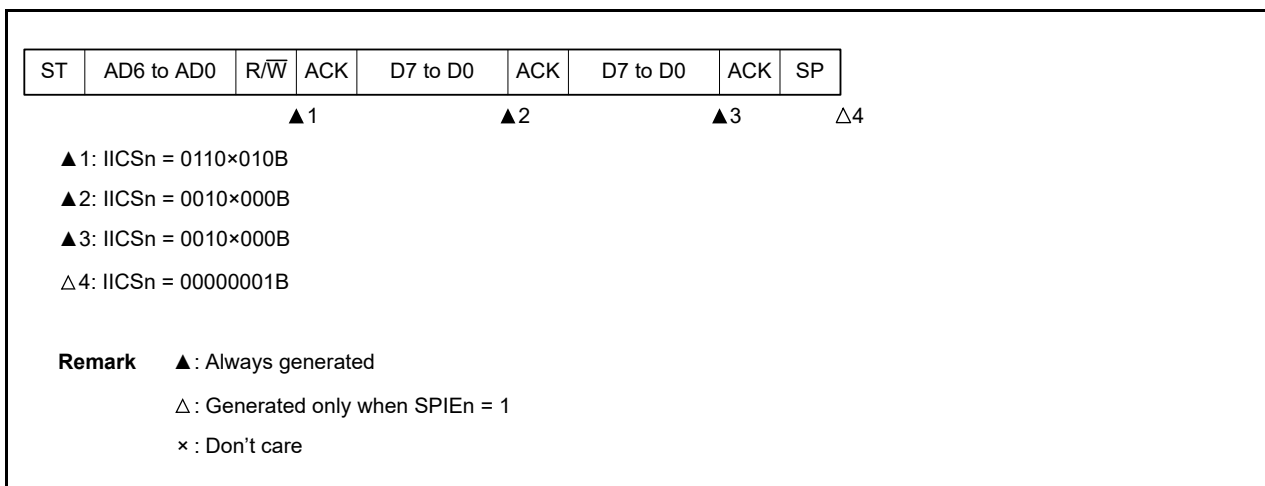 ST AD6 to AD0 R/W̅ ACK D7 to D0 ACK D7 to D0 ACK SP
▲1 ▲2 ▲3 △4
▲1: IICSn = 0110×010B
▲2: IICSn = 0010×000B
▲3: IICSn = 0010×000B
△4: IICSn = 00000001B
Remark ▲: Always generated
△: Generated only when SPIEn = 1
×: Don't care